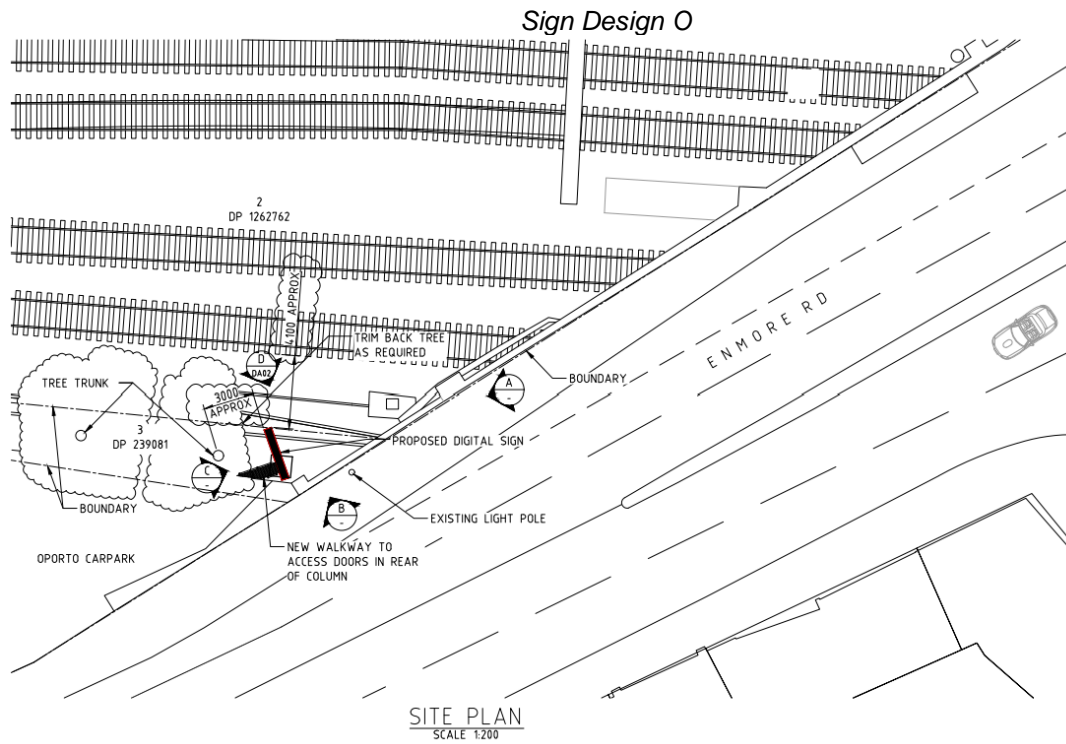 Sign Design O
2
DP 1262762
4100 APPROX
TRIM BACK TREE
AS REQUIRED
ENMORE RD
D
DA02
TREE TRUNK
3000
APPROX
BOUNDARY
A
-
3
DP 239081
PROPOSED DIGITAL SIGN
C
-
BOUNDARY
B
-
EXISTING LIGHT POLE
OPORTO CARPARK
NEW WALKWAY TO
ACCESS DOORS IN REAR
OF COLUMN
SITE PLAN
SCALE 1:200